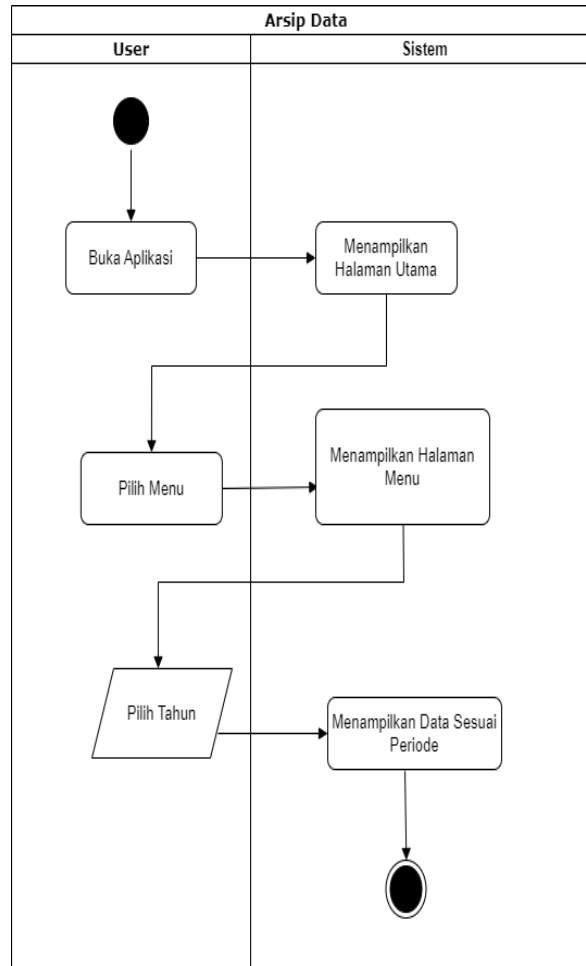 Arsip Data
User
Sistem
Buka Aplikasi
Menampilkan
Halaman Utama
Pilih Menu
Menampilkan Halaman
Menu
Pilih Tahun
Menampilkan Data Sesuai
Periode